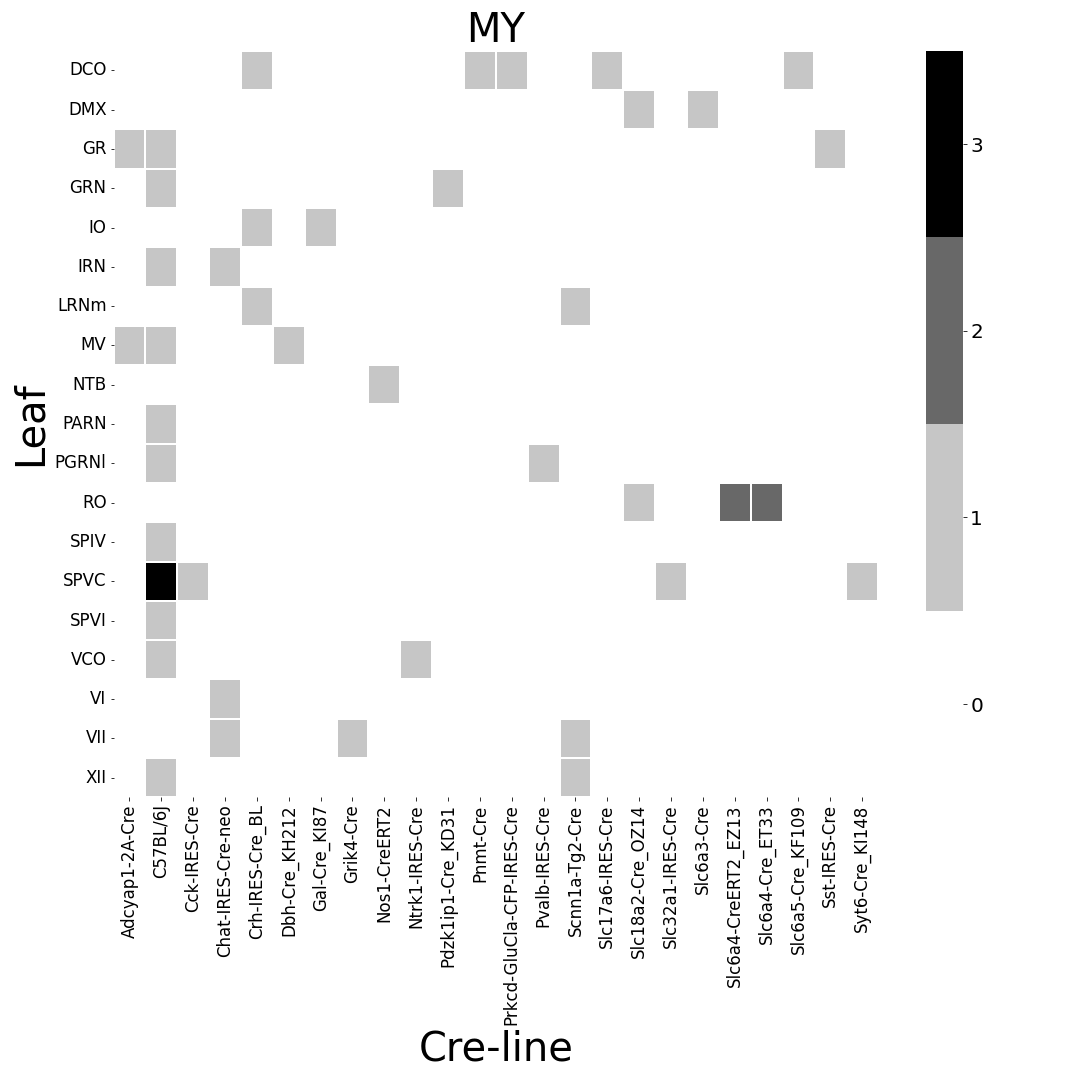 MY
Leaf
DCO
DMX
GR
GRN
IO
IRN
LRNm
MV
NTB
PARN
PGRNl
RO
SPIV
SPVC
SPVI
VCO
VI
VII
XII
3
2
1
0
Adcyap1-2A-Cre
C57BL/6J
Cck-IRES-Cre
Chat-IRES-Cre-neo
Crh-IRES-Cre_BL
Dbh-Cre_KH212
Gal-Cre_KI87
Grik4-Cre
Nos1-CreERT2
Ntrk1-IRES-Cre
Pdzk1ip1-Cre_KD31
Pnmt-Cre
Prkcd-GluCla-CFP-IRES-Cre
Pvalb-IRES-Cre
Scnn1a-Tg2-Cre
Slc17a6-IRES-Cre
Slc18a2-Cre_OZ14
Slc32a1-IRES-Cre
Slc6a3-Cre
Slc6a4-CreERT2_EZ13
Slc6a4-Cre_ET33
Slc6a5-Cre_KF109
Sst-IRES-Cre
Syt6-Cre_KI148
Cre-line